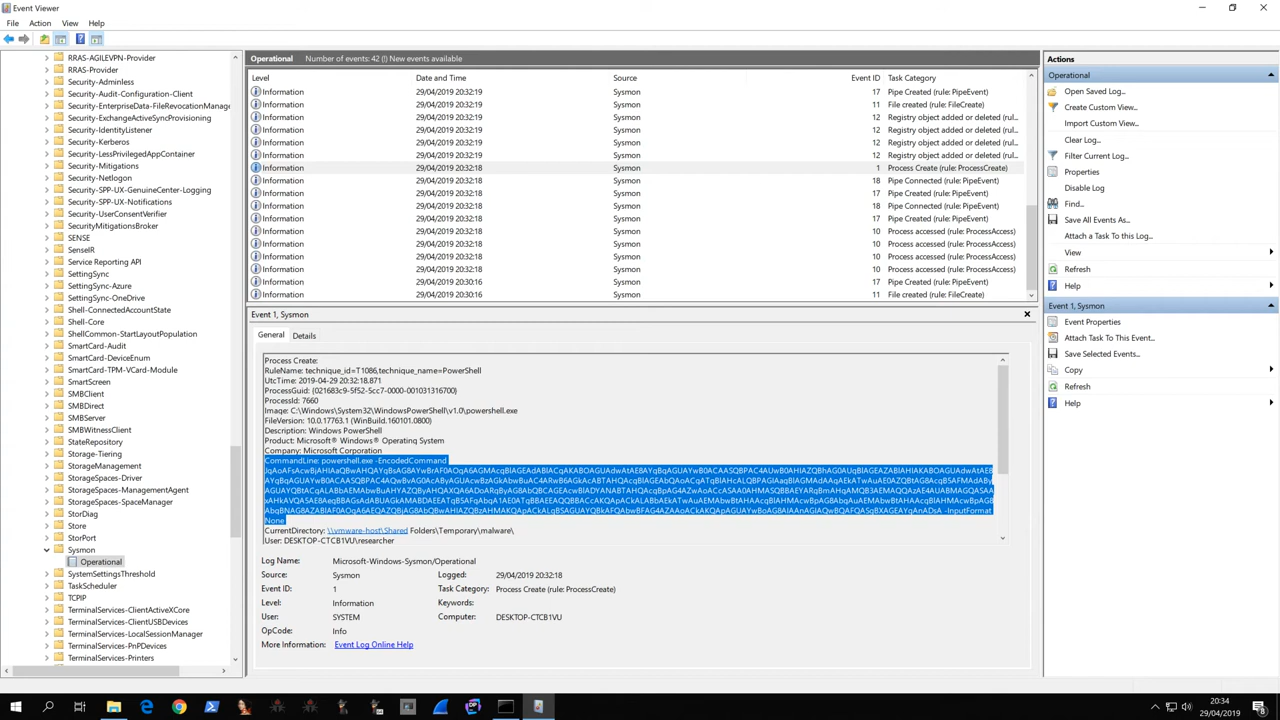 Event Viewer
File Action View Help
RRAS-AGILEVPN-Provider
RRAS-Provider
Security-Adminless
Security-Audit-Configuration-Client
Security-EnterpriseData-FileRevocationManage
Security-ExchangeActiveSyncProvisioning
Security-IdentityListener
Security-Kerberos
Security-LessPrivilegedAppContainer
Security-Mitigations
Security-Netlogon
Security-SPP-UX-GenuineCenter-Logging
Security-SPP-UX-Notifications
Security-UserConsentVerifier
SecurityMitigationsBroker
SENSE
SenseIR
Service Reporting API
SettingSync
SettingSync-Azure
SettingSync-OneDrive
Shell-ConnectedAccountState
Shell-Core
ShellCommon-StartLayoutPopulation
SmartCard-Audit
SmartCard-DeviceEnum
SmartCard-TPM-VCard-Module
SmartScreen
SMBClient
SMBDirect
SMBServer
SMBWitnessClient
StateRepository
Storage-Tiering
StorageManagement
StorageSpaces-Driver
StorageSpaces-ManagementAgent
StorageSpaces-SpaceManager
StorDiag
Store
StorPort
Sysmon
Operational
SystemSettingsThreshold
TaskScheduler
TCPIP
TerminalServices-ClientActiveXCore
TerminalServices-ClientUSBDevices
TerminalServices-LocalSessionManager
TerminalServices-PnPDevices
TerminalServices-Printers
Operational Number of events: 42 (!) New events available
Level Date and Time Source Event ID Task Category
Information 29/04/2019 20:32:19 Sysmon 17 Pipe Created (rule: PipeEvent)
Information 29/04/2019 20:32:19 Sysmon 11 File created (rule: FileCreate)
Information 29/04/2019 20:32:19 Sysmon 12 Registry object added or deleted (rul...
Information 29/04/2019 20:32:19 Sysmon 12 Registry object added or deleted (rul...
Information 29/04/2019 20:32:19 Sysmon 12 Registry object added or deleted (rul...
Information 29/04/2019 20:32:19 Sysmon 12 Registry object added or deleted (rul...
Information 29/04/2019 20:32:18 Sysmon 1 Process Create (rule: ProcessCreate)
Information 29/04/2019 20:32:18 Sysmon 18 Pipe Connected (rule: PipeEvent)
Information 29/04/2019 20:32:18 Sysmon 17 Pipe Created (rule: PipeEvent)
Information 29/04/2019 20:32:18 Sysmon 18 Pipe Connected (rule: PipeEvent)
Information 29/04/2019 20:32:18 Sysmon 17 Pipe Created (rule: PipeEvent)
Information 29/04/2019 20:32:18 Sysmon 10 Process accessed (rule: ProcessAccess)
Information 29/04/2019 20:32:18 Sysmon 10 Process accessed (rule: ProcessAccess)
Information 29/04/2019 20:32:18 Sysmon 10 Process accessed (rule: ProcessAccess)
Information 29/04/2019 20:32:18 Sysmon 10 Process accessed (rule: ProcessAccess)
Information 29/04/2019 20:30:16 Sysmon 17 Pipe Created (rule: PipeEvent)
Information 29/04/2019 20:30:16 Sysmon 11 File created (rule: FileCreate)
Event 1, Sysmon
General Details
Process Create:
RuleName: technique_id=T1086,technique_name=PowerShell
UtcTime: 2019-04-29 20:32:18.871
ProcessGuid: {021683c9-5f52-5cc7-0000-001031316700}
ProcessId: 7660
Image: C:\Windows\System32\WindowsPowerShell\v1.0\powershell.exe
FileVersion: 10.0.17763.1 (WinBuild.160101.0800)
Description: Windows PowerShell
Product: Microsoft® Windows® Operating System
Company: Microsoft Corporation
CommandLine: powershell.exe -EncodedCommand
-InputFormat
None
CurrentDirectory: \\vmware-host\Shared Folders\Temporary\malware\
User: DESKTOP-CTCB1VU\researcher
Log Name: Microsoft-Windows-Sysmon/Operational
Source: Sysmon Logged: 29/04/2019 20:32:18
Event ID: 1 Task Category: Process Create (rule: ProcessCreate)
Level: Information Keywords:
User: SYSTEM Computer: DESKTOP-CTCB1VU
OpCode: Info
More Information: Event Log Online Help
Actions
Operational
Open Saved Log...
Create Custom View...
Import Custom View...
Clear Log...
Filter Current Log...
Properties
Disable Log
Find...
Save All Events As...
Attach a Task To this Log...
View
Refresh
Help
Event 1, Sysmon
Event Properties
Attach Task To This Event...
Save Selected Events...
Copy
Refresh
Help
20:34
29/04/2019
8